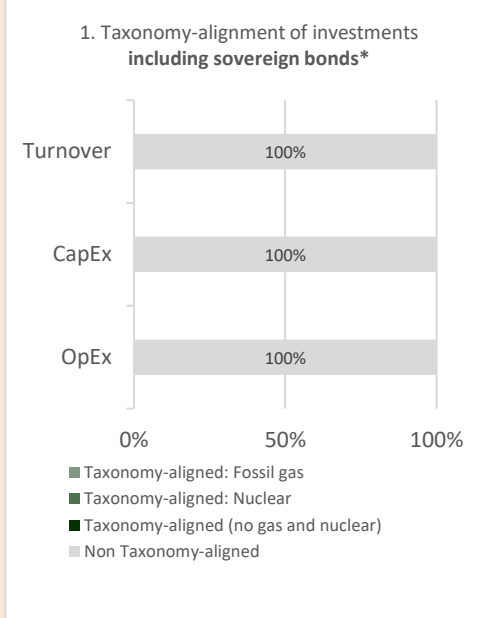 1. Taxonomy-alignment of investments
including sovereign bonds*
Turnover
100%
CapEx
100%
OpEx
100%
0%
50%
100%
Taxonomy-aligned: Fossil gas
Taxonomy-aligned: Nuclear
Taxonomy-aligned (no gas and nuclear)
Non Taxonomy-aligned